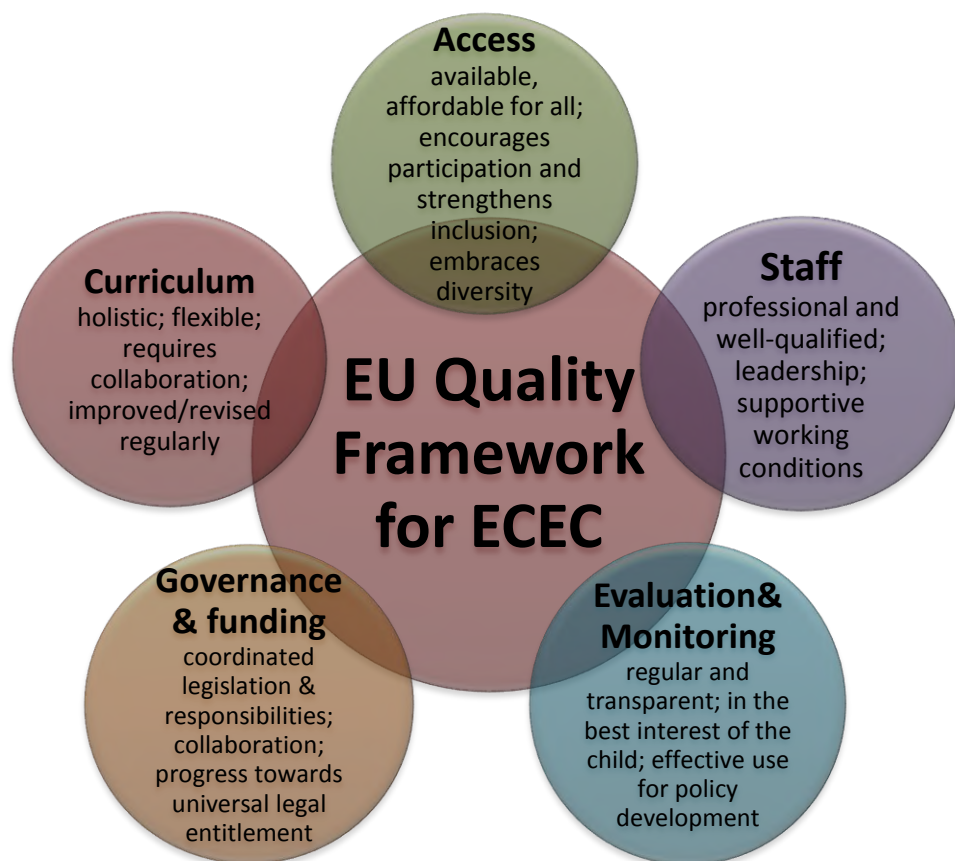 Access
available,
affordable for all;
encourages
participation and
strengthens
inclusion;
embraces
diversity
Staff
professional and
well-qualified;
leadership;
supportive
working
conditions
Evaluation&
Monitoring
regular and
transparent; in the
best interest of the
child; effective use
for policy
development
Governance
& funding
coordinated
legislation &
responsibilities;
collaboration;
progress towards
universal legal
entitlement
Curriculum
holistic; flexible;
requires
collaboration;
improved/revised
regularly
EU Quality
Framework
for ECEC